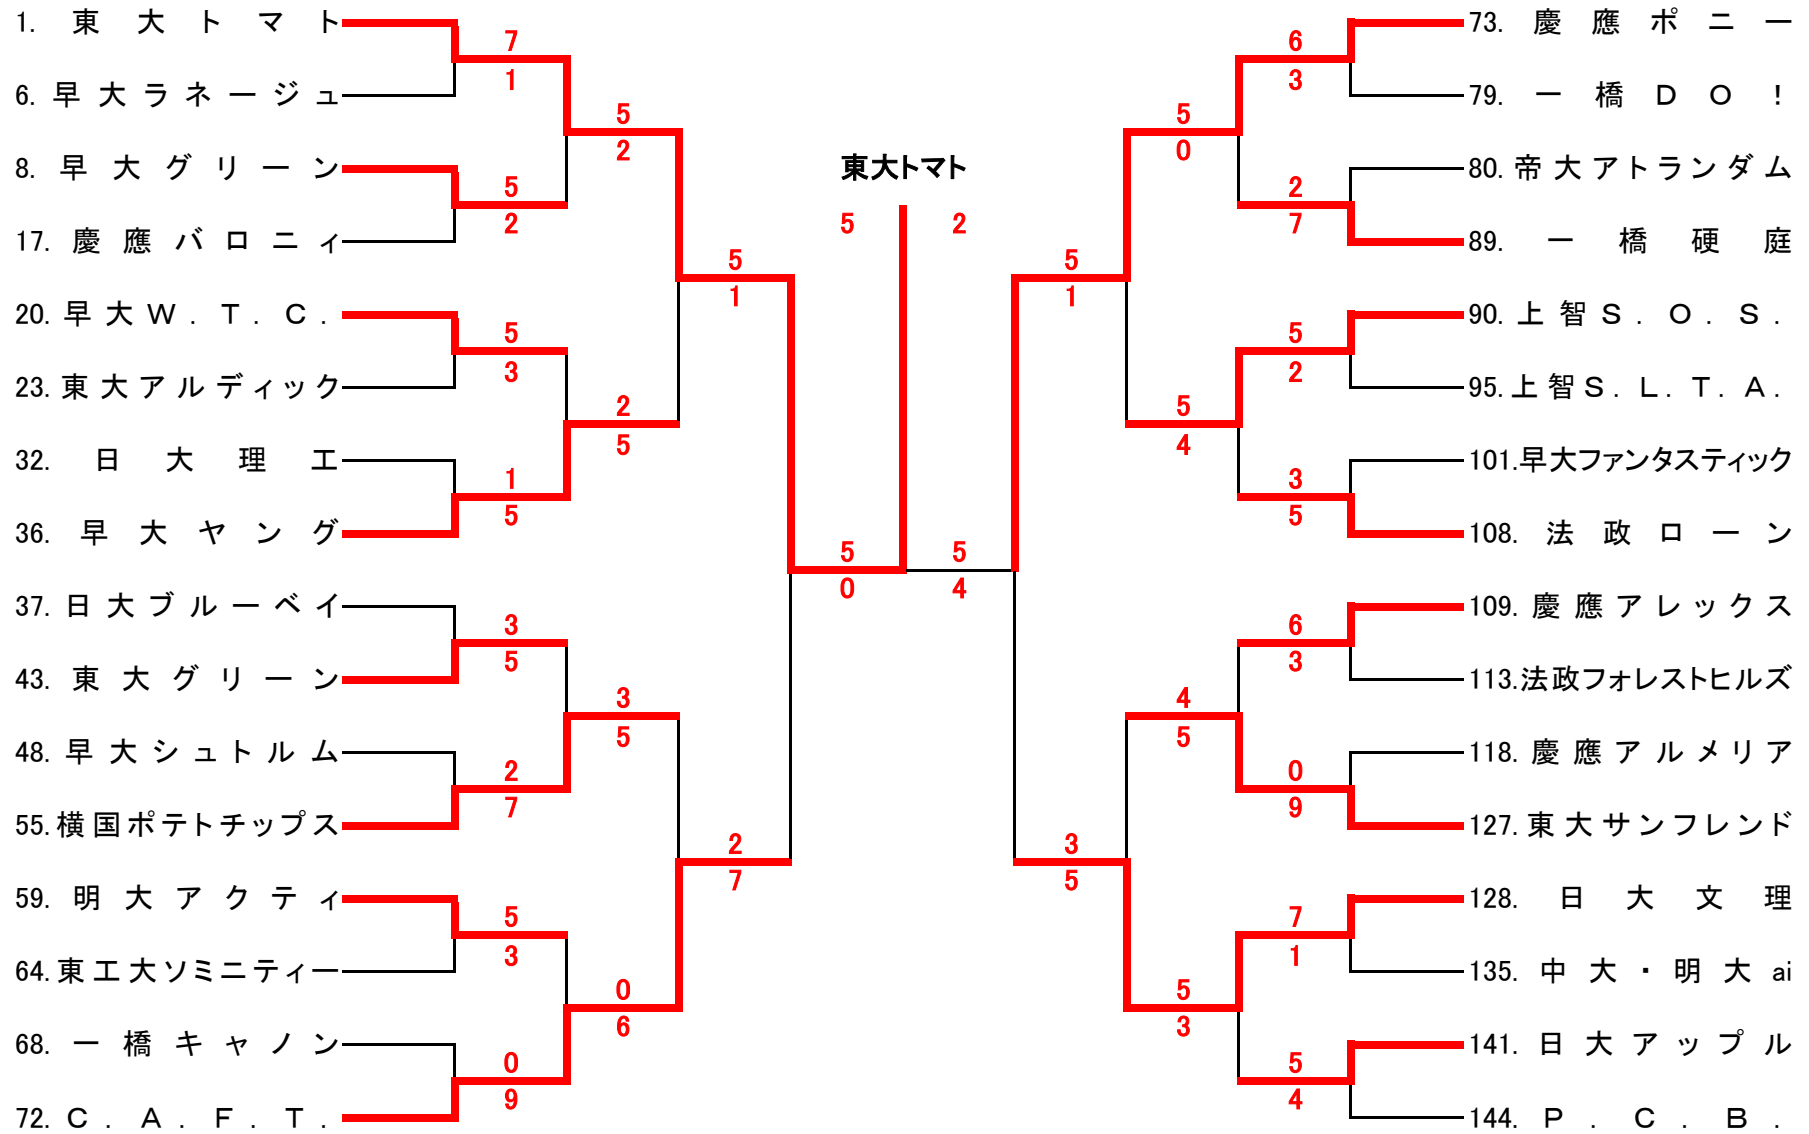 1. 東大トマト
6. 早大ラネージュ
8. 早大グリーン
17. 慶應バロニィ
20. 早大W.T.C.
23. 東大アルディック
32. 日大理工
36. 早大ヤング
37. 日大ブルーベイ
43. 東大グリーン
48. 早大シュトルム
55. 横国ポテトチップス
59. 明大アクティ
64. 東工大ソミニティー
68. 一橋キャノン
72. C.A.F.T.
7
1
5
2
5
3
1
5
3
5
2
7
5
3
0
9
5
2
2
5
3
5
0
6
5
1
2
7
5
0
東大トマト
5 2
5
4
5
1
3
5
5
0
5
4
4
5
5
3
6
3
2
7
5
2
3
5
6
3
0
9
7
1
5
4
73. 慶應ポニー
79. 一橋DO!
80. 帝大アトランダム
89. 一橋硬庭
90. 上智S.O.S.
95. 上智S.L.T.A.
101. 早大ファンタスティック
108. 法政ローン
109. 慶應アレックス
113. 法政フォレストヒルズ
118. 慶應アルメリア
127. 東大サンフレンド
128. 日大文理
135. 中大・明大ai
141. 日大アップル
144. P.C.B.